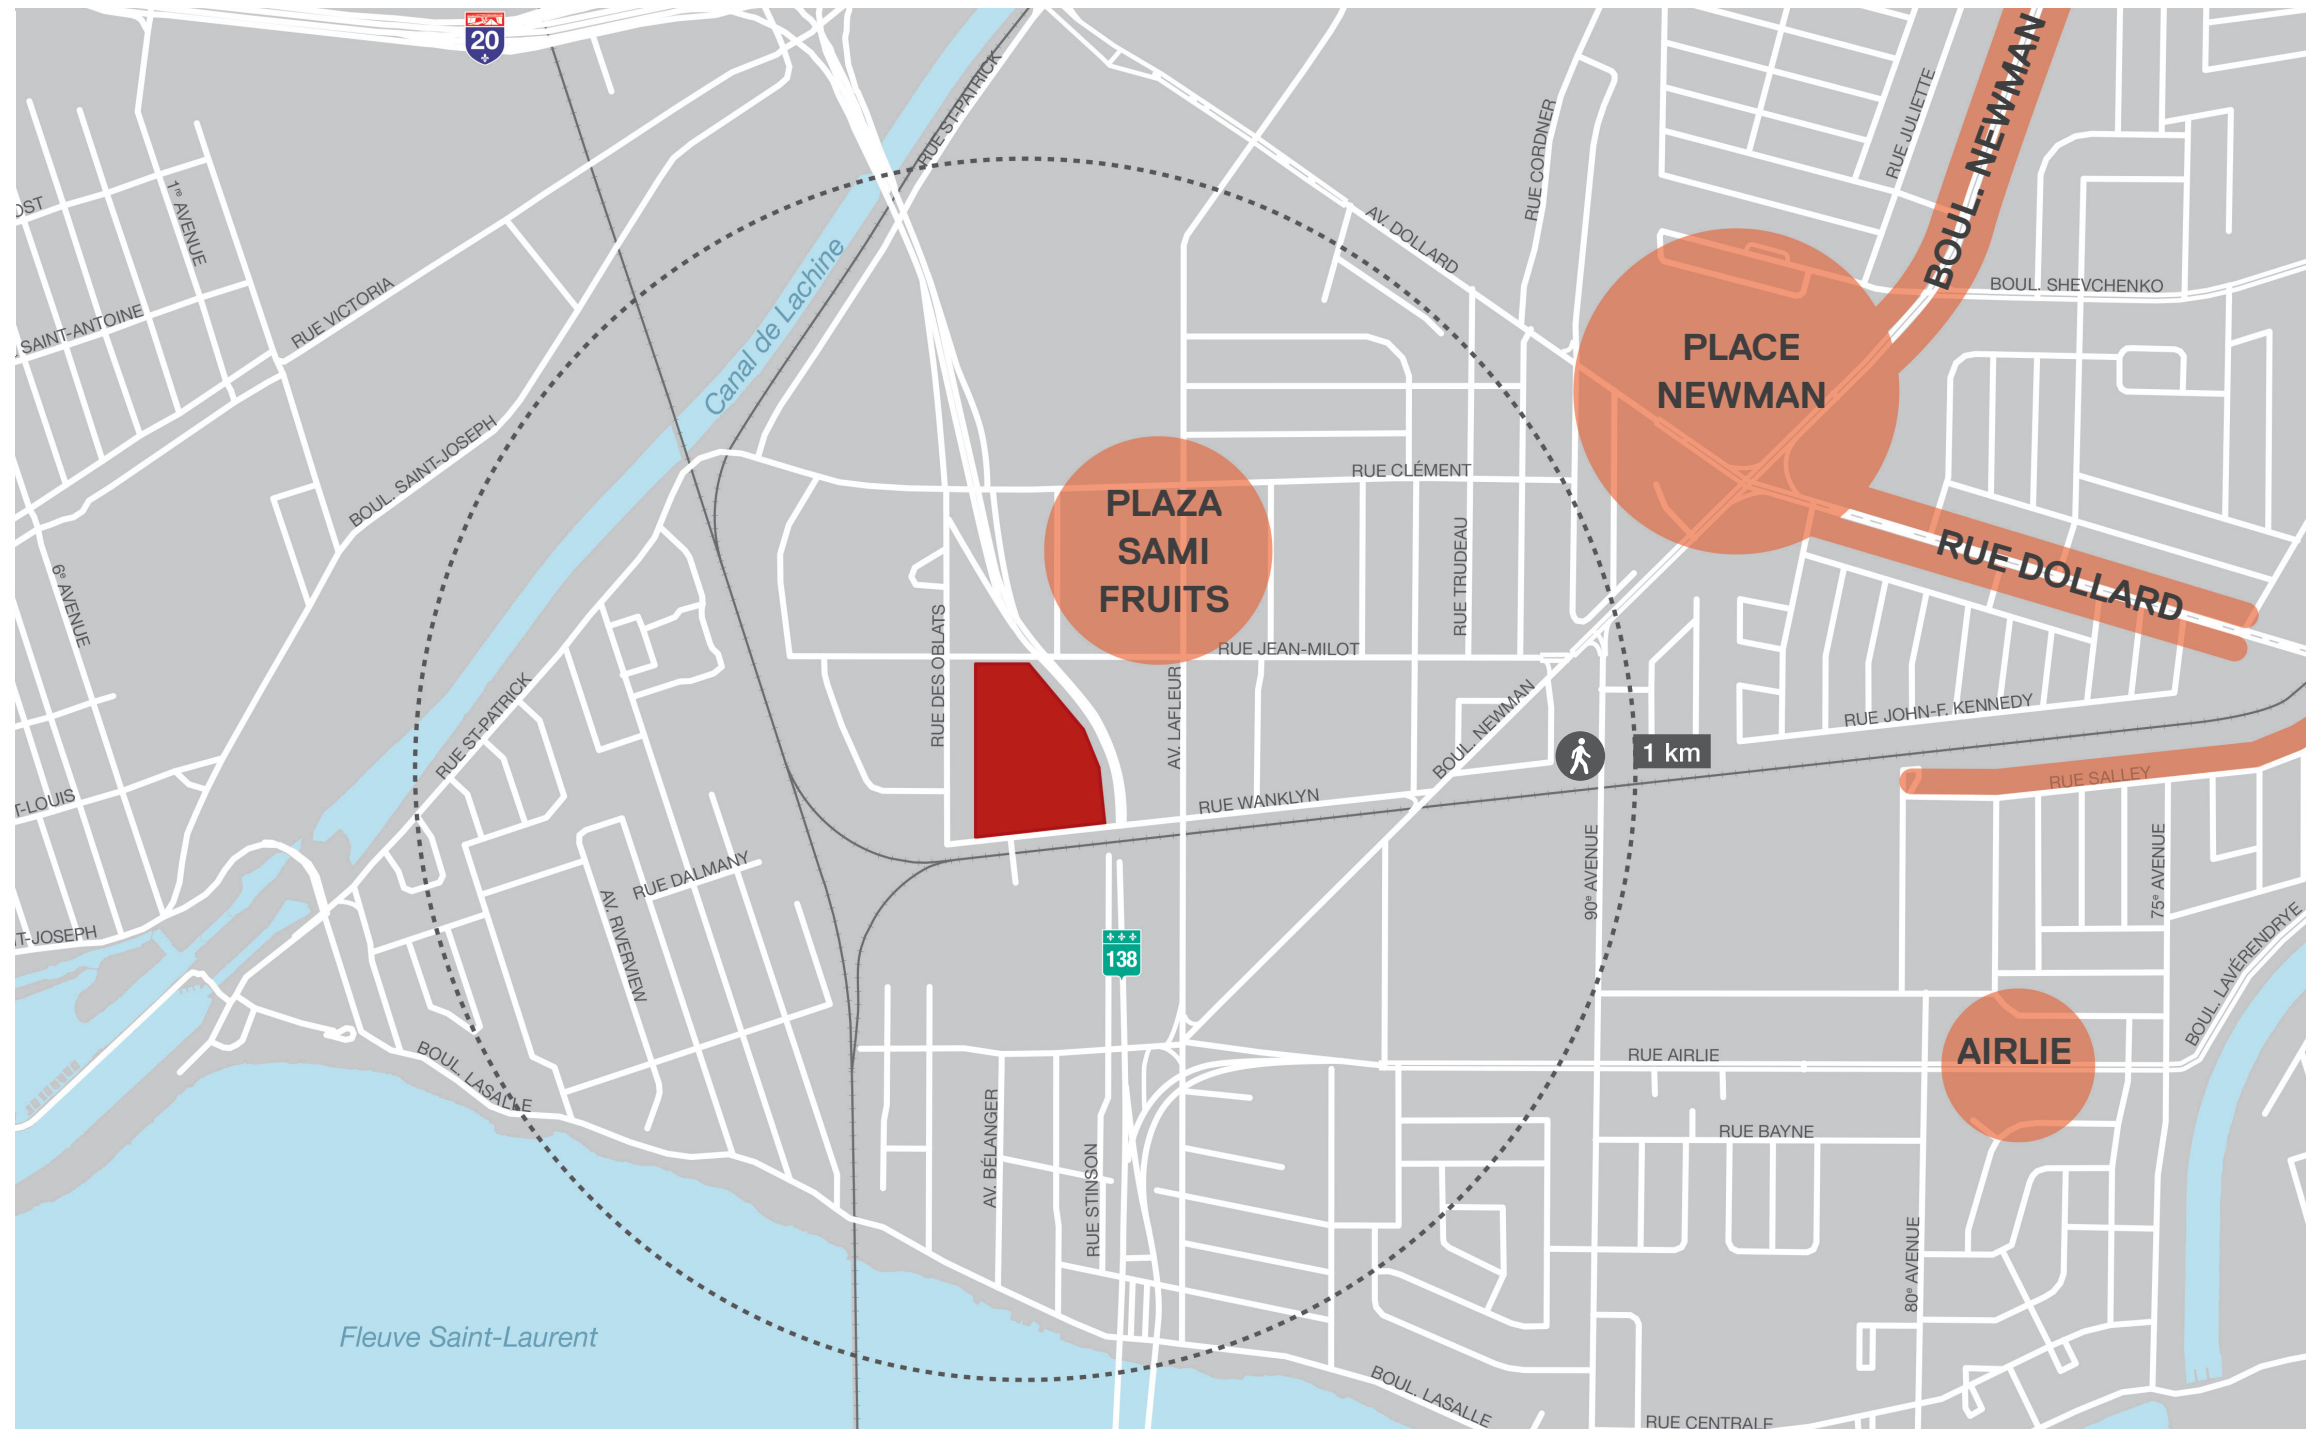 20
BOUL. NEWMAN
RUE ST-PATRICK
RUE JULIETTE
RUE CORDNER
1re AVENUE
OST
AV. DOLLARD
Canal de Lachine
BOUL. SHEVCHENKO
RUE VICTORIA
SAINT-ANTOINE
PLACE
NEWMAN
BOUL. SAINT-JOSEPH
RUE CLÉMENT
PLAZA
SAMI
FRUITS
RUE TRUDEAU
RUE DOLLARD
6e AVENUE
RUE DES OBLATS
RUE JEAN-MILOT
AV. LAFLEUR
RUE ST-PATRICK
BOUL. NEWMAN
RUE JOHN-F. KENNEDY
1 km
RUE SALLEY
T-LOUIS
RUE WANKLYN
90e AVENUE
75e AVENUE
RUE DALMANY
AV. RIVERVIEW
T-JOSEPH
138
BOUL. LAVÉRENDRYE
BOUL. LASALLE
RUE AIRLIE
AIRLIE
AV. BÉLANGER
RUE STINSON
RUE BAYNE
80e AVENUE
Fleuve Saint-Laurent
BOUL. LASALLE
RUE CENTRALE